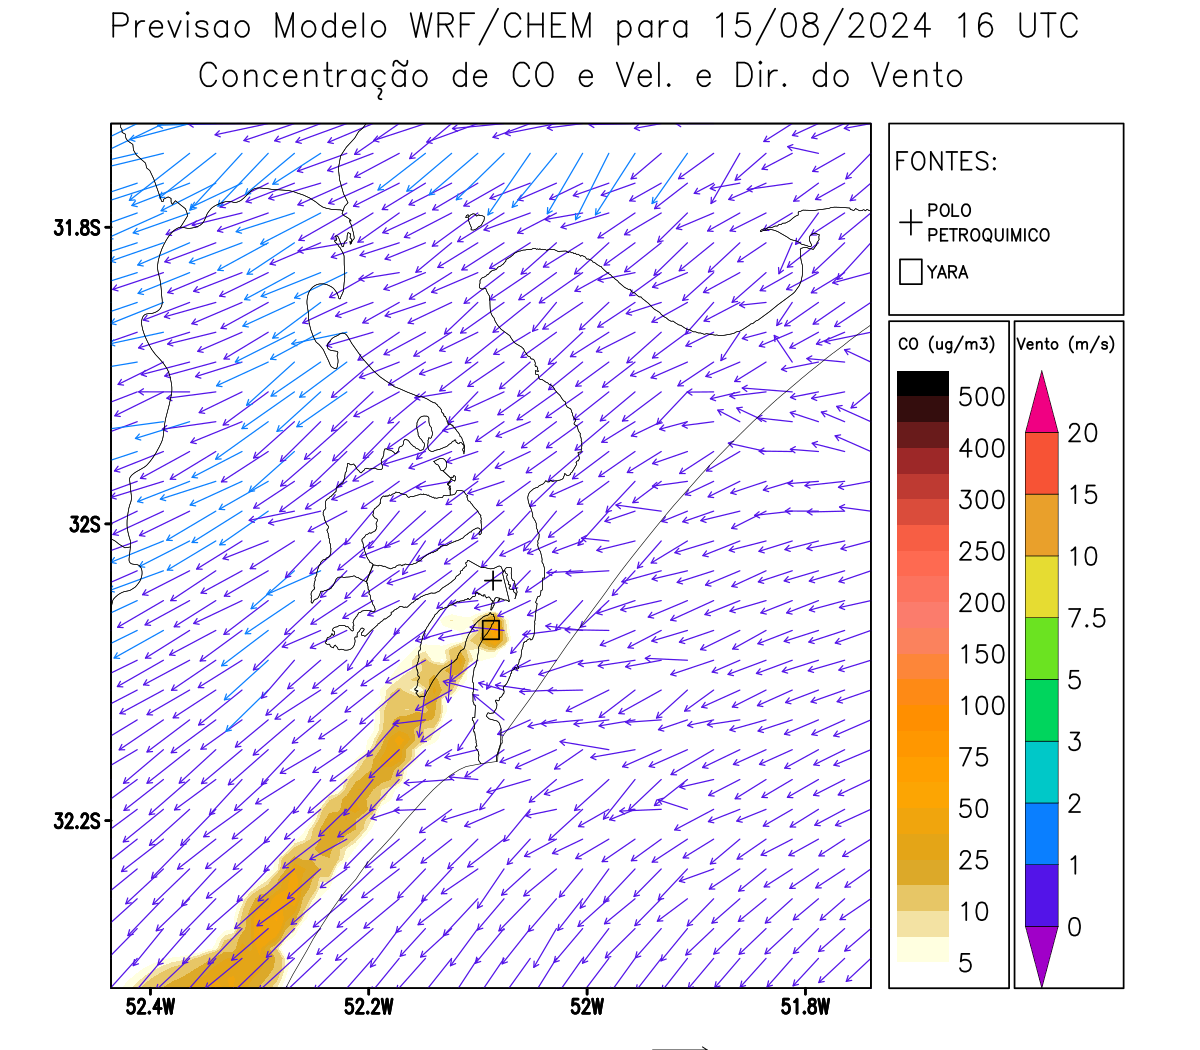 Previsao Modelo WRF/CHEM para 15/08/2024 16 UTC
Concentração de CO e Vel. e Dir. do Vento
FONTES:
POLO
PETROQUIMICO
YARA
CO (ug/m3)
500
400
300
250
200
150
100
75
50
25
10
5
Vento (m/s)
20
15
10
7.5
5
3
2
1
0
31.8S
32S
32.2S
52.4W
52.2W
52W
51.8W